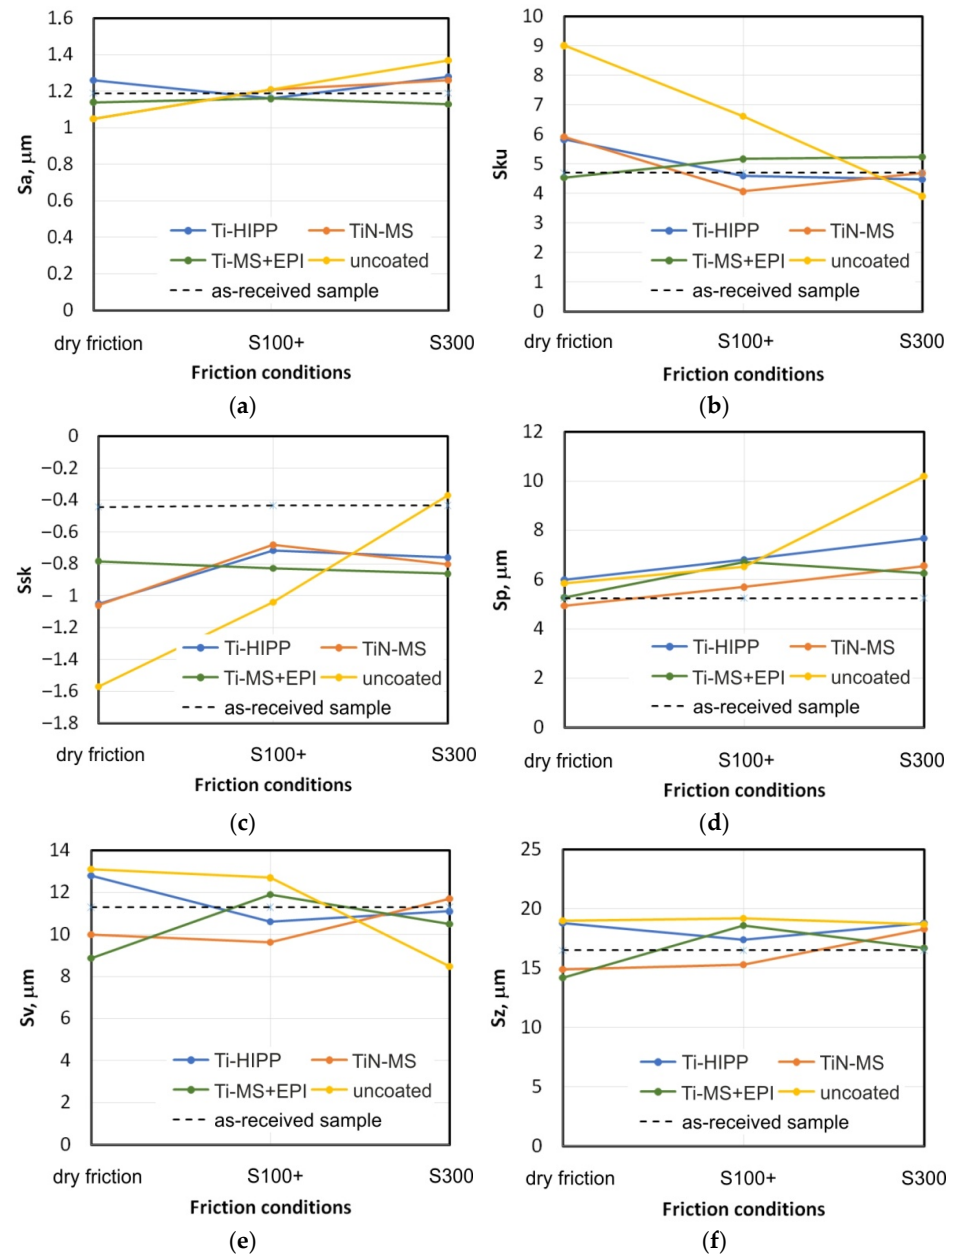 1.6
1.4
1.2
1
0.8
0.6
0.4
0.2
0
Sa, μm
Ti-HIPP TiN-MS
Ti-MS+EPI uncoated
as-received sample
dry friction S100+ S300
Friction conditions
(a)
10
9
8
7
6
5
4
3
2
1
0
Sku
Ti-HIPP TiN-MS
Ti-MS+EPI uncoated
as-received sample
dry friction S100+ S300
Friction conditions
(b)
0
−0.2
−0.4
−0.6
−0.8
−1
−1.2
−1.4
−1.6
−1.8
Ssk
Ti-HIPP TiN-MS
Ti-MS+EPI uncoated
as-received sample
dry friction S100+ S300
Friction conditions
(c)
12
10
8
6
4
2
0
Sp, μm
Ti-HIPP TiN-MS
Ti-MS+EPI uncoated
as-received sample
dry friction S100+ S300
Friction conditions
(d)
14
12
10
8
6
4
2
0
Sv, μm
Ti-HIPP TiN-MS
Ti-MS+EPI uncoated
as-received sample
dry friction S100+ S300
Friction conditions
(e)
25
20
15
10
5
0
Sz, μm
Ti-HIPP TiN-MS
Ti-MS+EPI uncoated
as-received sample
dry friction S100+ S300
Friction conditions
(f)